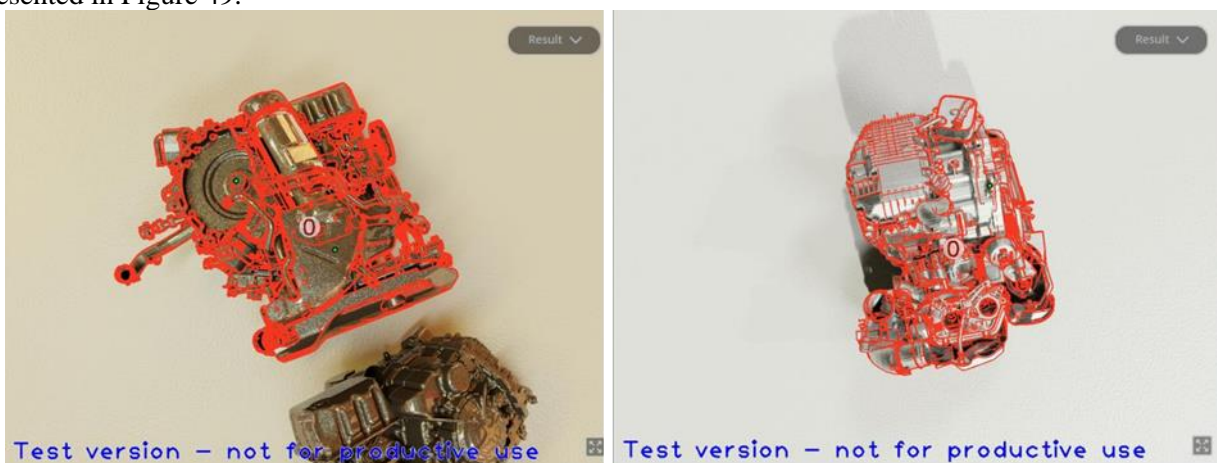 esented in Figure 49.
Result
Result
0
0
Test version – not for productive use
Test version – not for productive use